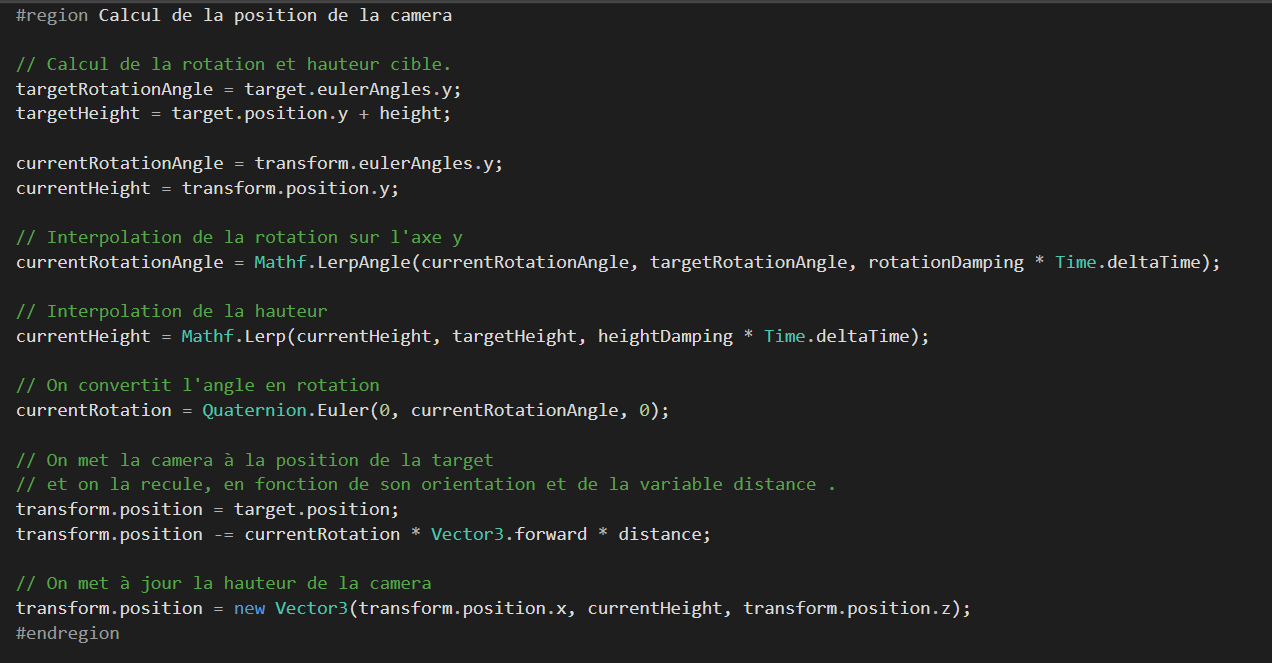 #region Calcul de la position de la camera
// Calcul de la rotation et hauteur cible.
targetRotationAngle = target.eulerAngles.y;
targetHeight = target.position.y + height;
currentRotationAngle = transform.eulerAngles.y;
currentHeight = transform.position.y;
// Interpolation de la rotation sur l'axe y
currentRotationAngle = Mathf.LerpAngle(currentRotationAngle, targetRotationAngle, rotationDamping * Time.deltaTime);
// Interpolation de la hauteur
currentHeight = Mathf.Lerp(currentHeight, targetHeight, heightDamping * Time.deltaTime);
// On convertit l'angle en rotation
currentRotation = Quaternion.Euler(0, currentRotationAngle, 0);
// On met la camera à la position de la target
// et on la recule, en fonction de son orientation et de la variable distance .
transform.position = target.position;
transform.position -= currentRotation * Vector3.forward * distance;
// On met à jour la hauteur de la camera
transform.position = new Vector3(transform.position.x, currentHeight, transform.position.z);
#endregion